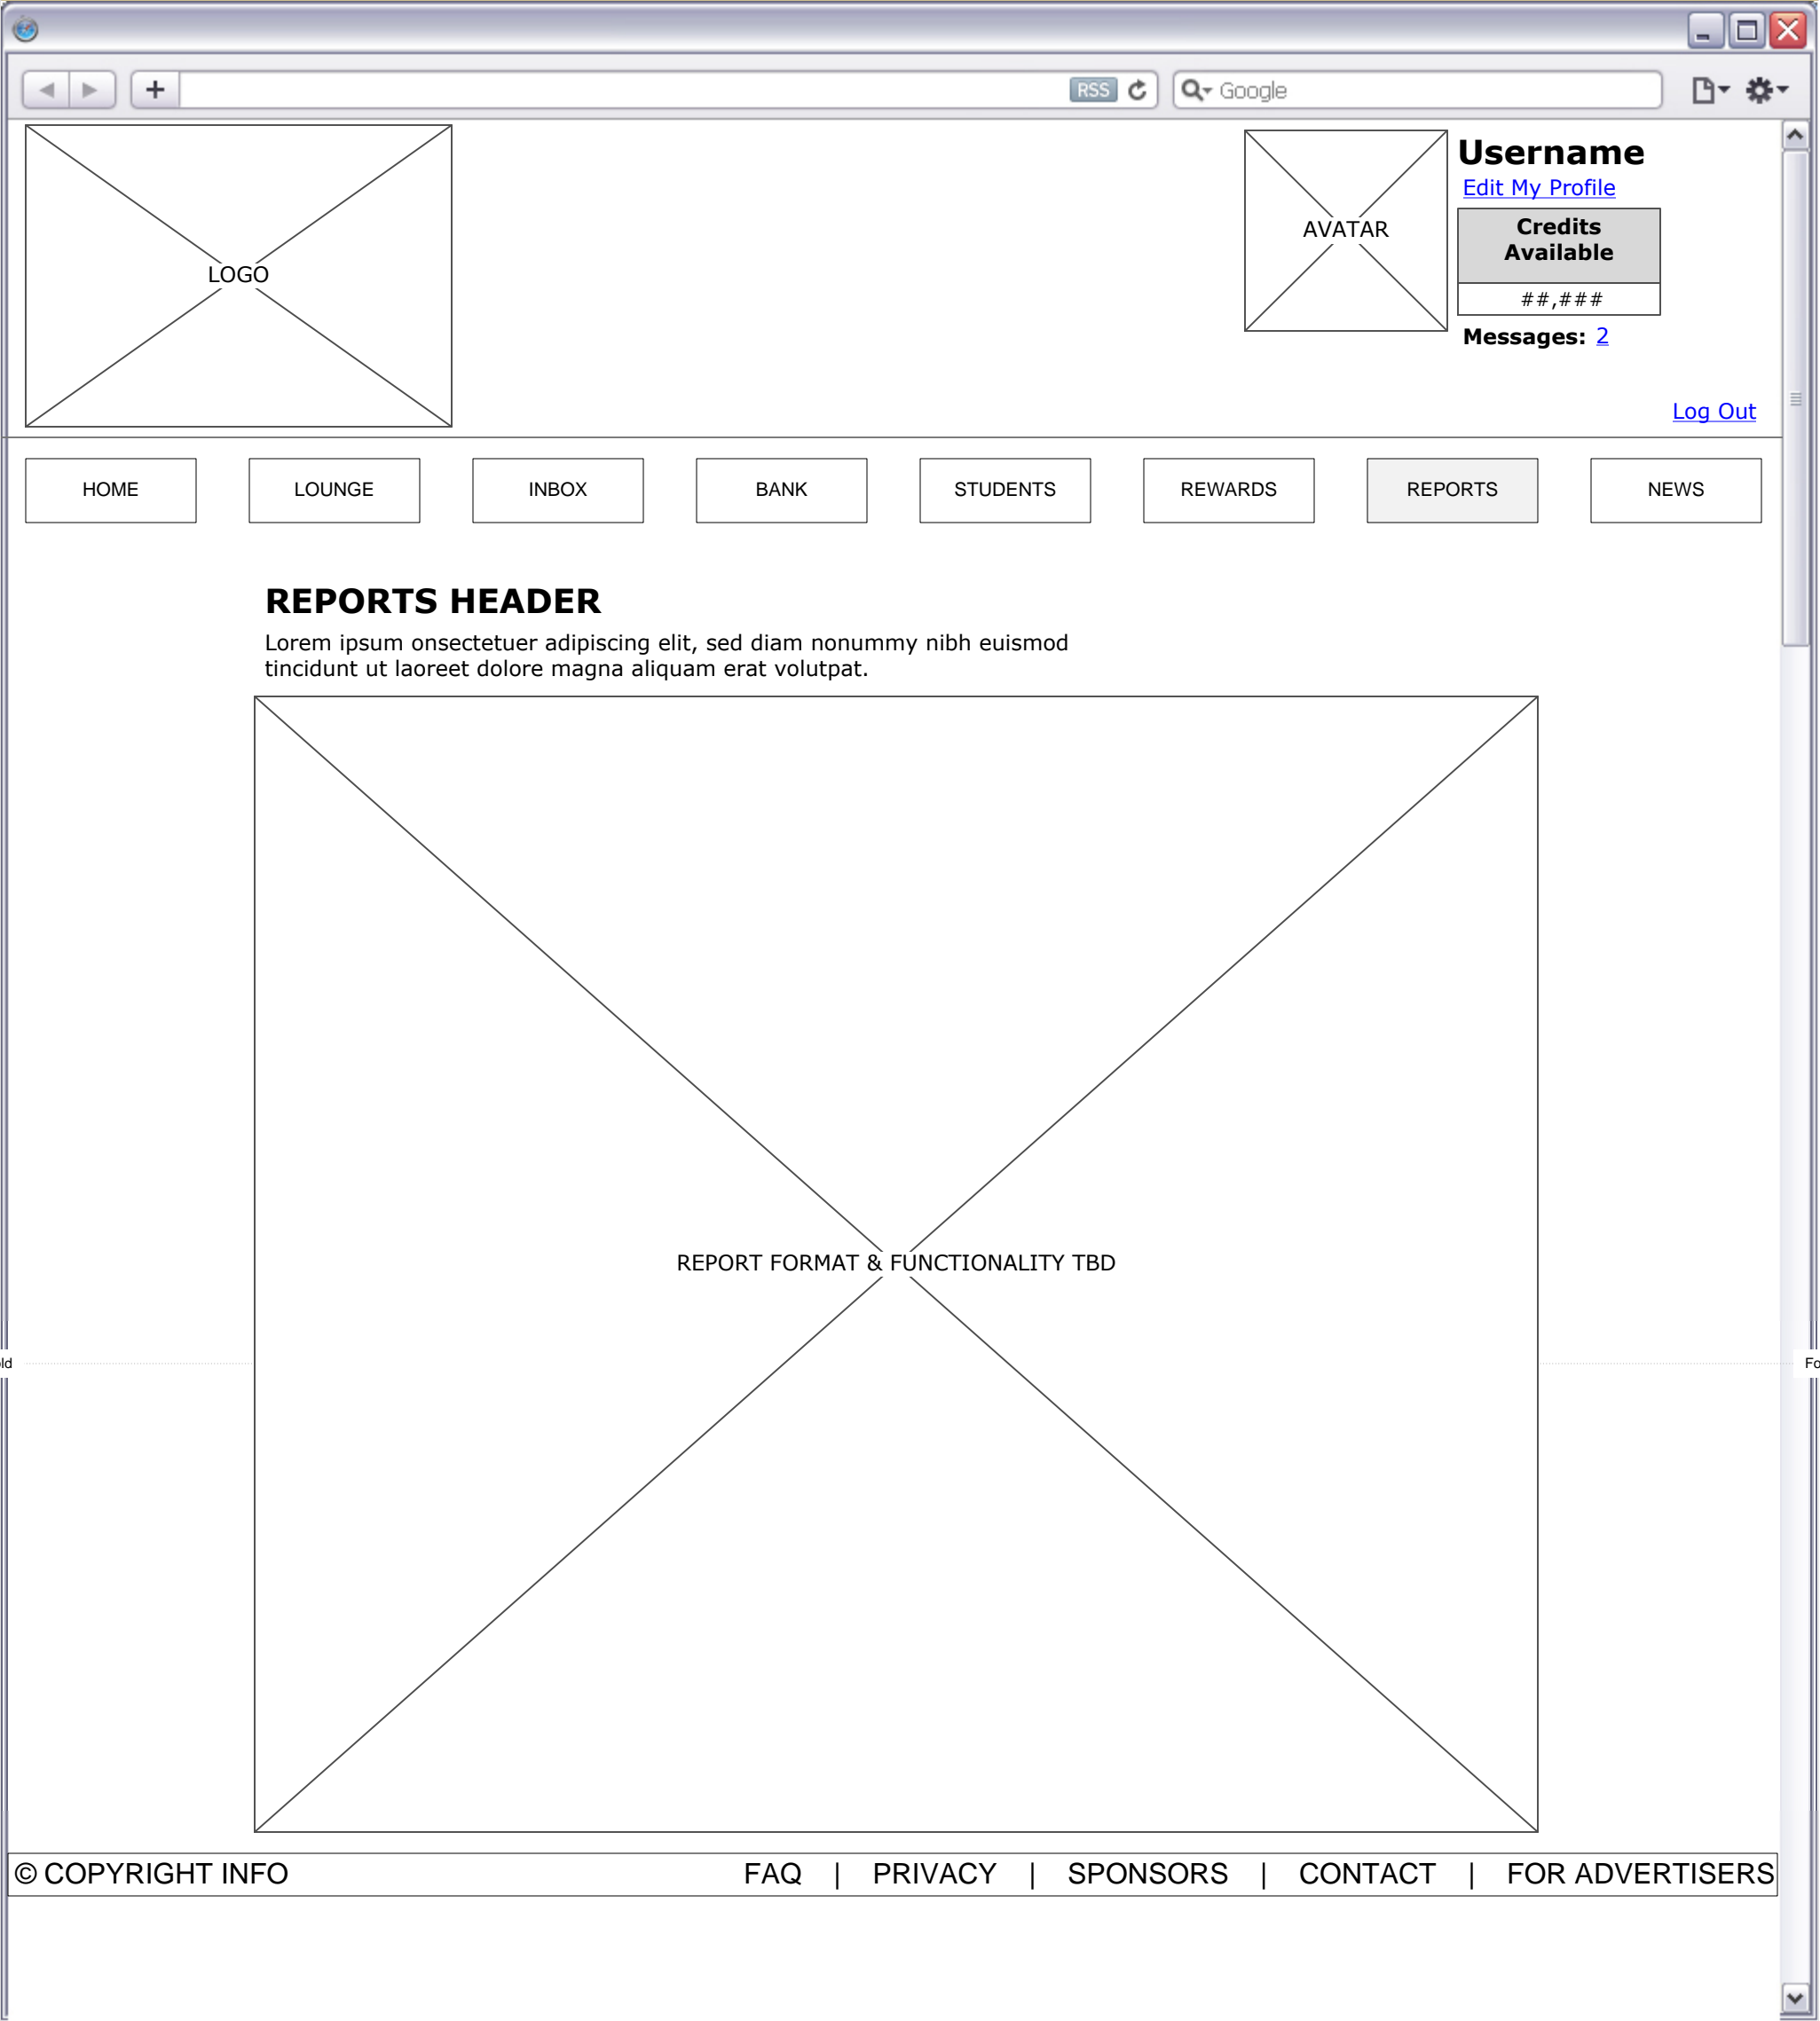 RSS
Google
LOGO
AVATAR
Username
Edit My Profile
Credits
Available
##,###
Messages: 2
Log Out
HOME
LOUNGE
INBOX
BANK
STUDENTS
REWARDS
REPORTS
NEWS
REPORTS HEADER
Lorem ipsum onsectetuer adipiscing elit, sed diam nonummy nibh euismod
tincidunt ut laoreet dolore magna aliquam erat volutpat.
REPORT FORMAT & FUNCTIONALITY TBD
© COPYRIGHT INFO
FAQ | PRIVACY | SPONSORS | CONTACT | FOR ADVERTISERS